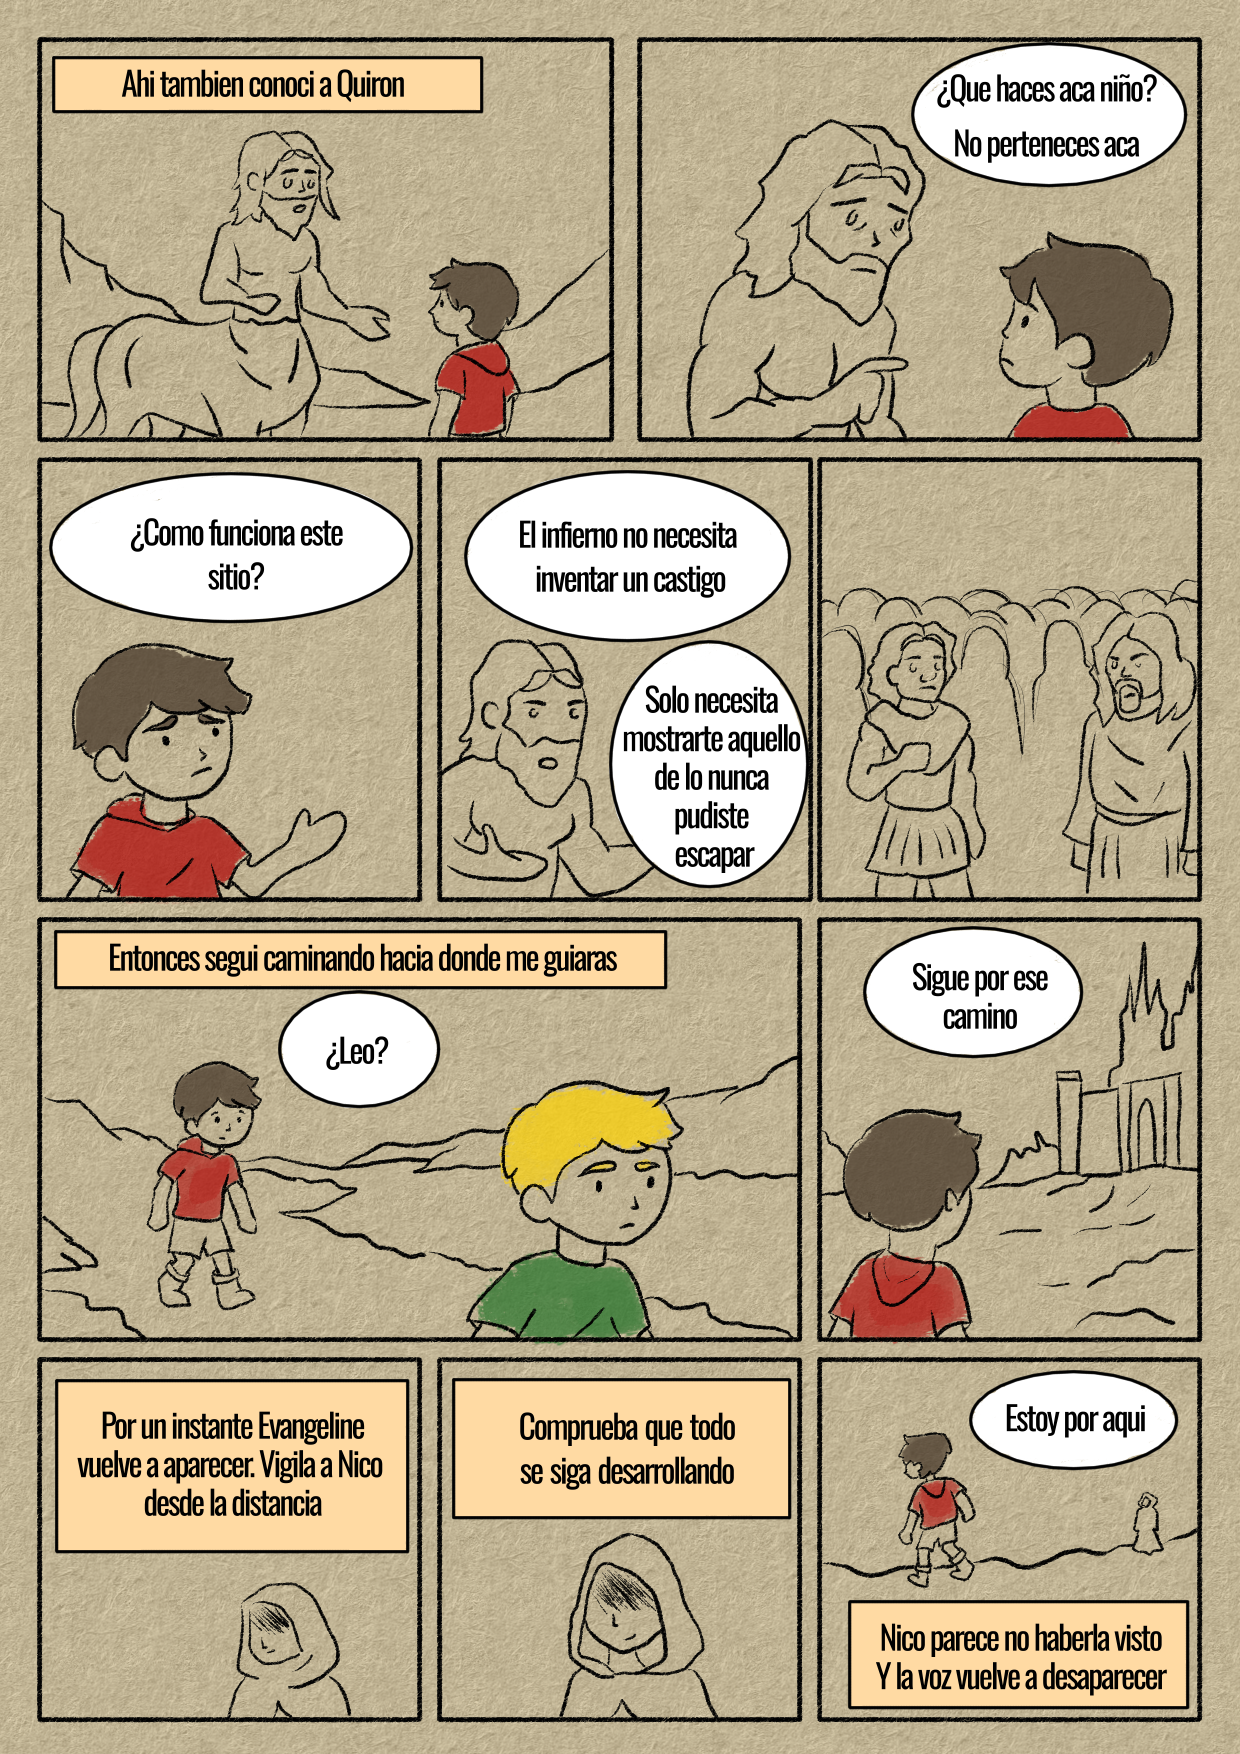 Ahi tambien conoci a Quiron
¿Que haces aca niño?
No perteneces aca
¿Como funciona este
sitio?
El infierno no necesita
inventar un castigo
Solo necesita
mostrarte aquello
de lo nunca
pudiste
escapar
Entonces segui caminando hacia donde me guiaras
¿Leo?
Sigue por ese
camino
Por un instante Evangeline
vuelve a aparecer. Vigila a Nico
desde la distancia
Comprueba que todo
se siga desarrollando
Estoy por aqui
Nico parece no haberla visto
Y la voz vuelve a desaparecer